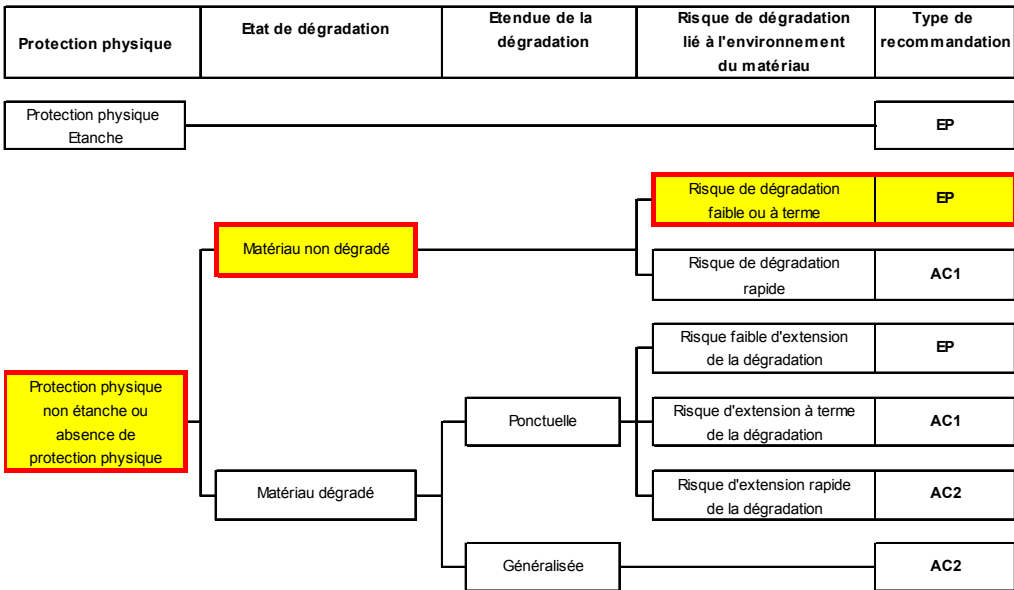 Protection physique
Etat de dégradation
Etendue de la
dégradation
Risque de dégradation
lié à l'environnement
du matériau
Type de
recommandation
Protection physique
Etanche
EP
Risque de dégradation
faible ou à terme
EP
Matériau non dégradé
Risque de dégradation
rapide
AC1
Risque faible d'extension
de la dégradation
EP
Protection physique
non étanche ou
absence de
protection physique
Ponctuelle
Risque d'extension à terme
de la dégradation
AC1
Matériau dégradé
Risque d'extension rapide
de la dégradation
AC2
Généralisée
AC2